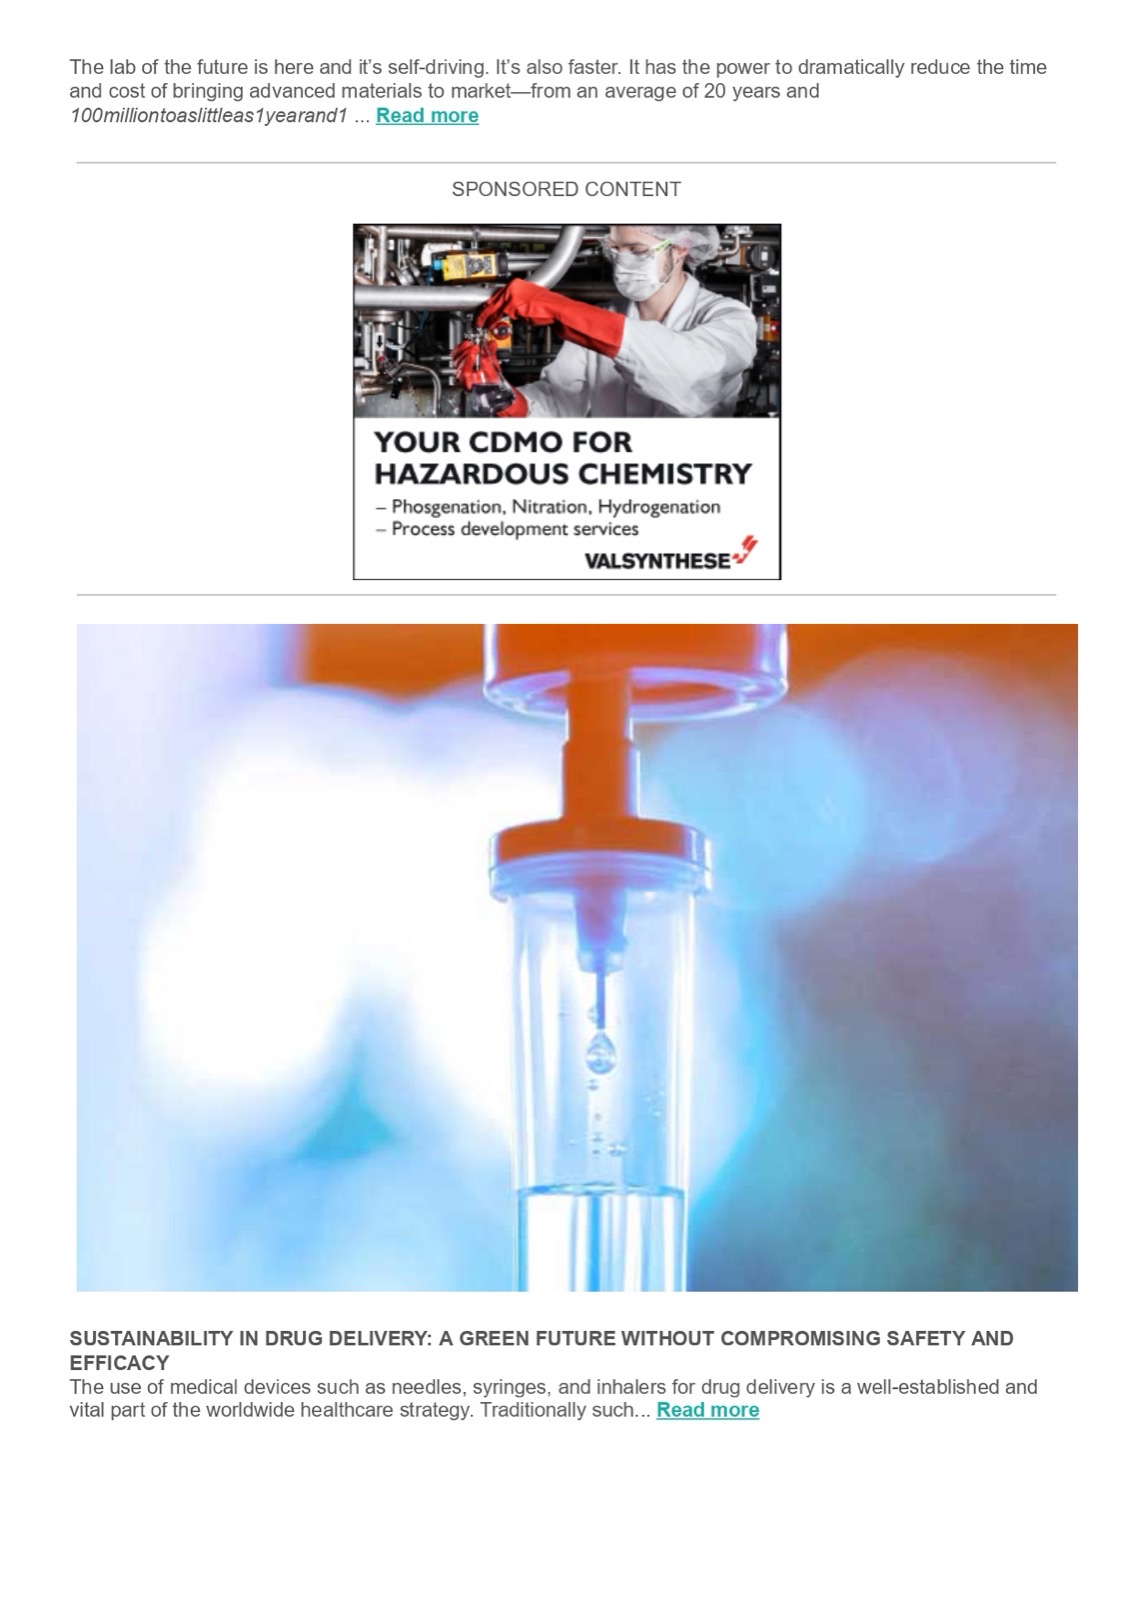 The lab of the future is here and it’s self-driving. It’s also faster. It has the power to dramatically reduce the time
and cost of bringing advanced materials to market—from an average of 20 years and
100milliontoaslittleas1yearand1 ... Read more
SPONSORED CONTENT
YOUR CDMO FOR
HAZARDOUS CHEMISTRY
– Phosgenation, Nitration, Hydrogenation
– Process development services
VALSYNTHESE
SUSTAINABILITY IN DRUG DELIVERY: A GREEN FUTURE WITHOUT COMPROMISING SAFETY AND
EFFICACY
The use of medical devices such as needles, syringes, and inhalers for drug delivery is a well-established and
vital part of the worldwide healthcare strategy. Traditionally such... Read more